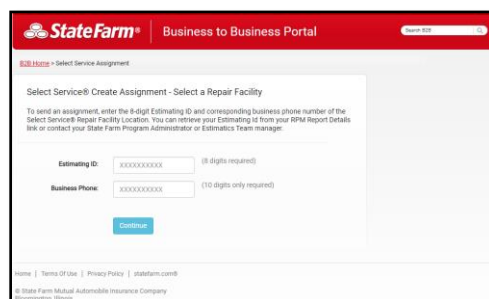 StateFarm® Business to Business Portal
Search B2B
B2B Home > Select Service Assignment
Select Service® Create Assignment - Select a Repair Facility
To send an assignment, enter the 8-digit Estimating ID and corresponding business phone number of the
Select Service® Repair Facility Location. You can retrieve your Estimating Id from your RPM Report Details
link or contact your State Farm Program Administrator or Estimatics Team manager.
Estimating ID: XXXXXXXXXX (8 digits required)
Business Phone: XXXXXXXXXX (10 digits only required)
Continue
Home | Terms Of Use | Privacy Policy | statefarm.com®
© State Farm Mutual Automobile Insurance Company
Bloomington, Illinois